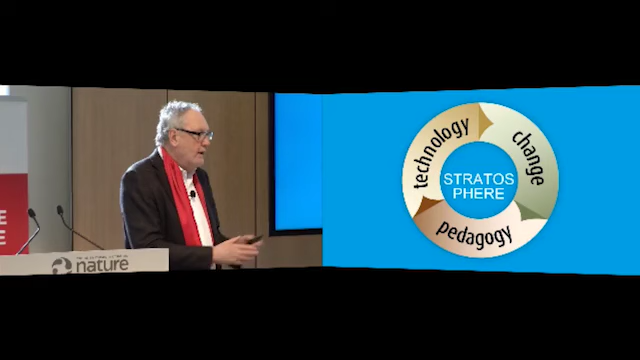 technology
change
STRATOS
PHERE
pedagogy
nature
E
E